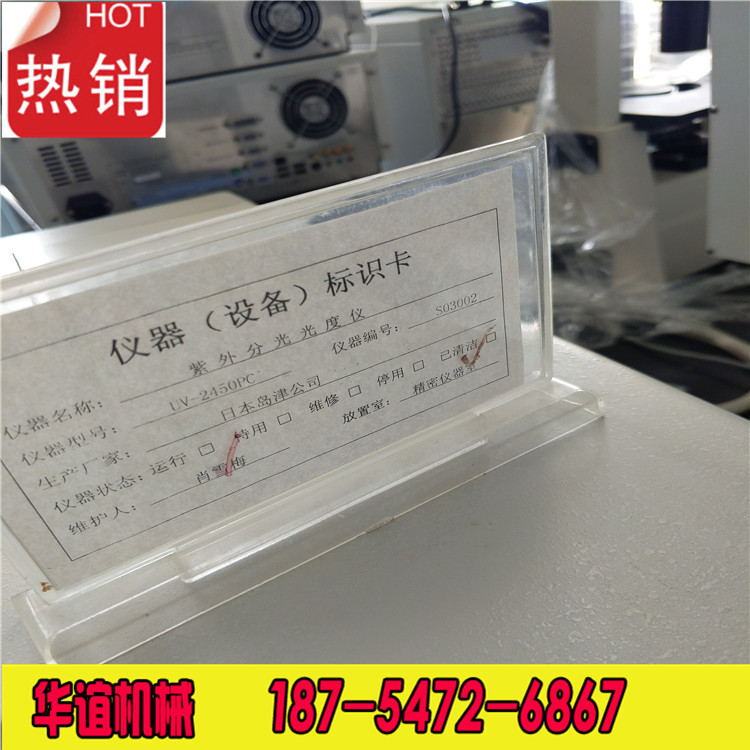 HOT
热销
仪器（设备）标识卡
仪器名称： 紫外分光光度仪
仪器型号： UV-2450PC 仪器编号： S03002
生产厂家： 日本岛津公司
仪器状态：运行 □ 待用 □ 维修 □ 停用 □ 已清洁 □
维护人： 肖雪梅 放置室： 精密仪器室
华谊机械 187-5472-6867